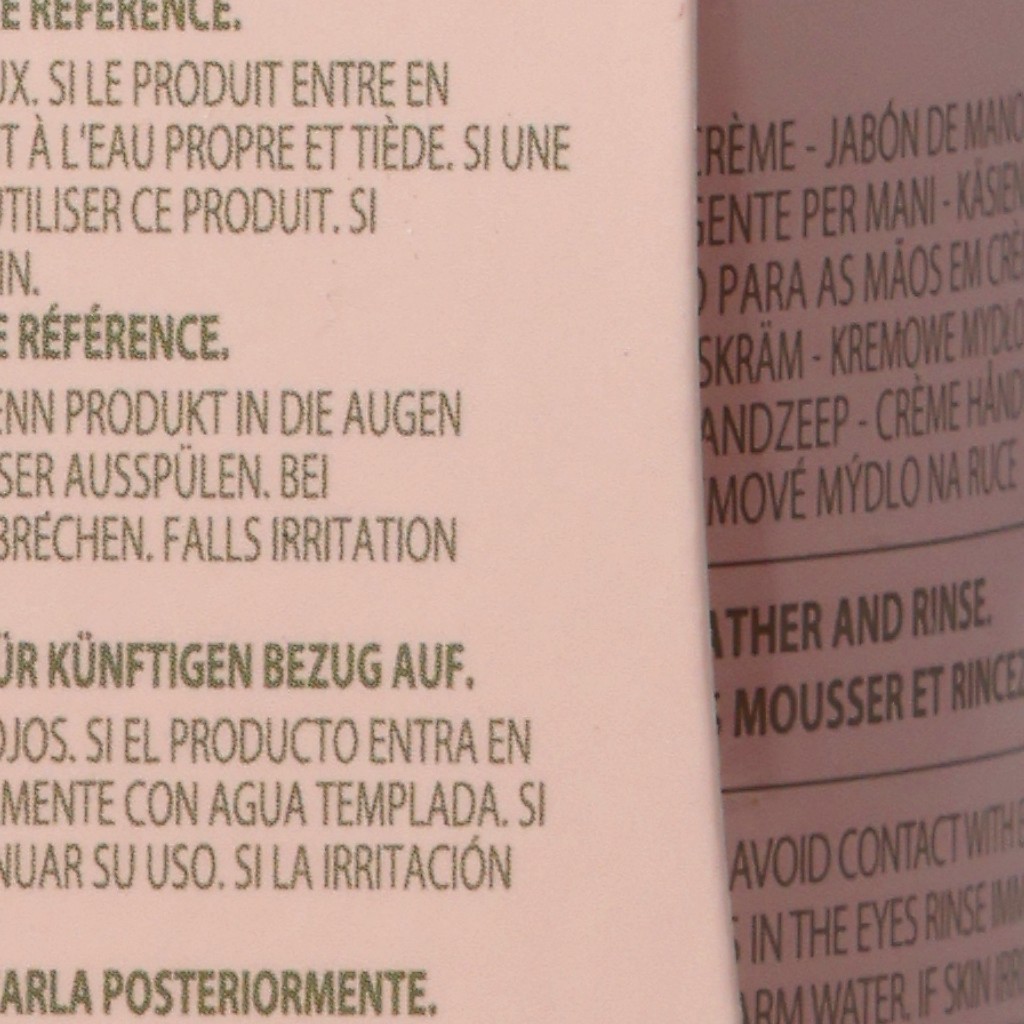 E RÉFÉRENCE.
UX. SI LE PRODUIT ENTRE EN
T À L'EAU PROPRE ET TIÈDE. SI UNE
UTILISER CE PRODUIT. SI
IN.
E RÉFÉRENCE,
ENN PRODUKT IN DIE AUGEN
SER AUSSPÜLEN. BEI
BRECHEN. FALLS IRRITATION
ÜR KÜNFTIGEN BEZUG AUF.
OJOS. SI EL PRODUCTO ENTRA EN
MENTE CON AGUA TEMPLADA. SI
NUAR SU USO. SI LA IRRITACIÓN
ARLA POSTERIORMENTE.
CRÈME - JABÓN DE MANO
GENTE PER MANI - KÄSIEN
O PARA AS MÃOS EM CRÈ
SKRÄM - KREMOWE MYDŁO
ANDZEEP - CRÈME HÅND
MOVÉ MÝDLO NA RUCE
ATHER AND RINSE.
S MOUSSER ET RINCEZ
AVOID CONTACT WITH E
S IN THE EYES RINSE IMM
ARM WATER. IF SKIN IRRI